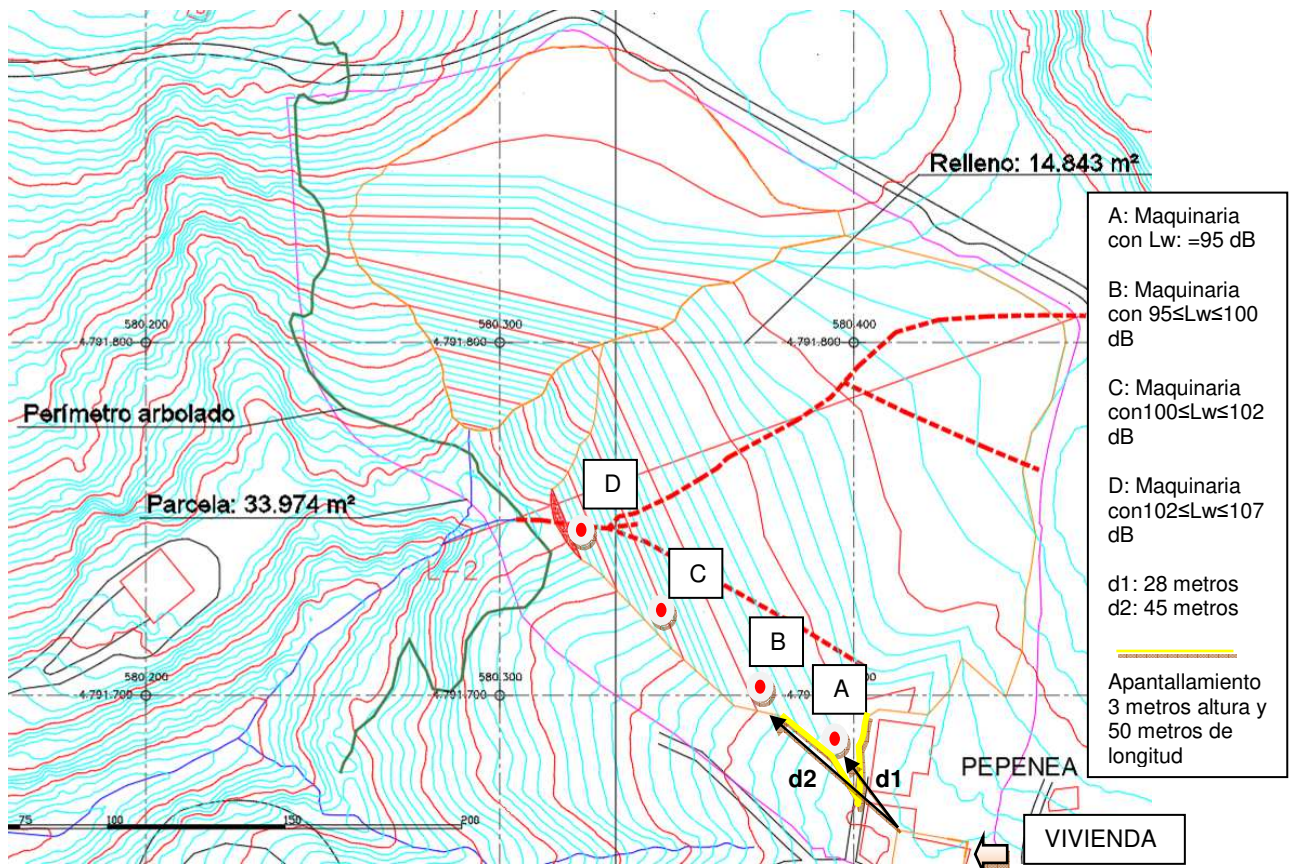 Relleno: 14.843 m²
580.200
4.791.800
580.300
4.791.800
580.400
4.791.800
Perímetro arbolado
Parcela: 33.974 m²
L-2
D
C
B
A
580.200
4.791.700
580.300
4.791.700
d2
d1
PEPENEA
VIVIENDA
75
100
150
200
A: Maquinaria
con Lw: =95 dB
B: Maquinaria
con 95≤Lw≤100
dB
C: Maquinaria
con100≤Lw≤102
dB
D: Maquinaria
con102≤Lw≤107
dB
d1: 28 metros
d2: 45 metros
Apantallamiento
3 metros altura y
50 metros de
longitud